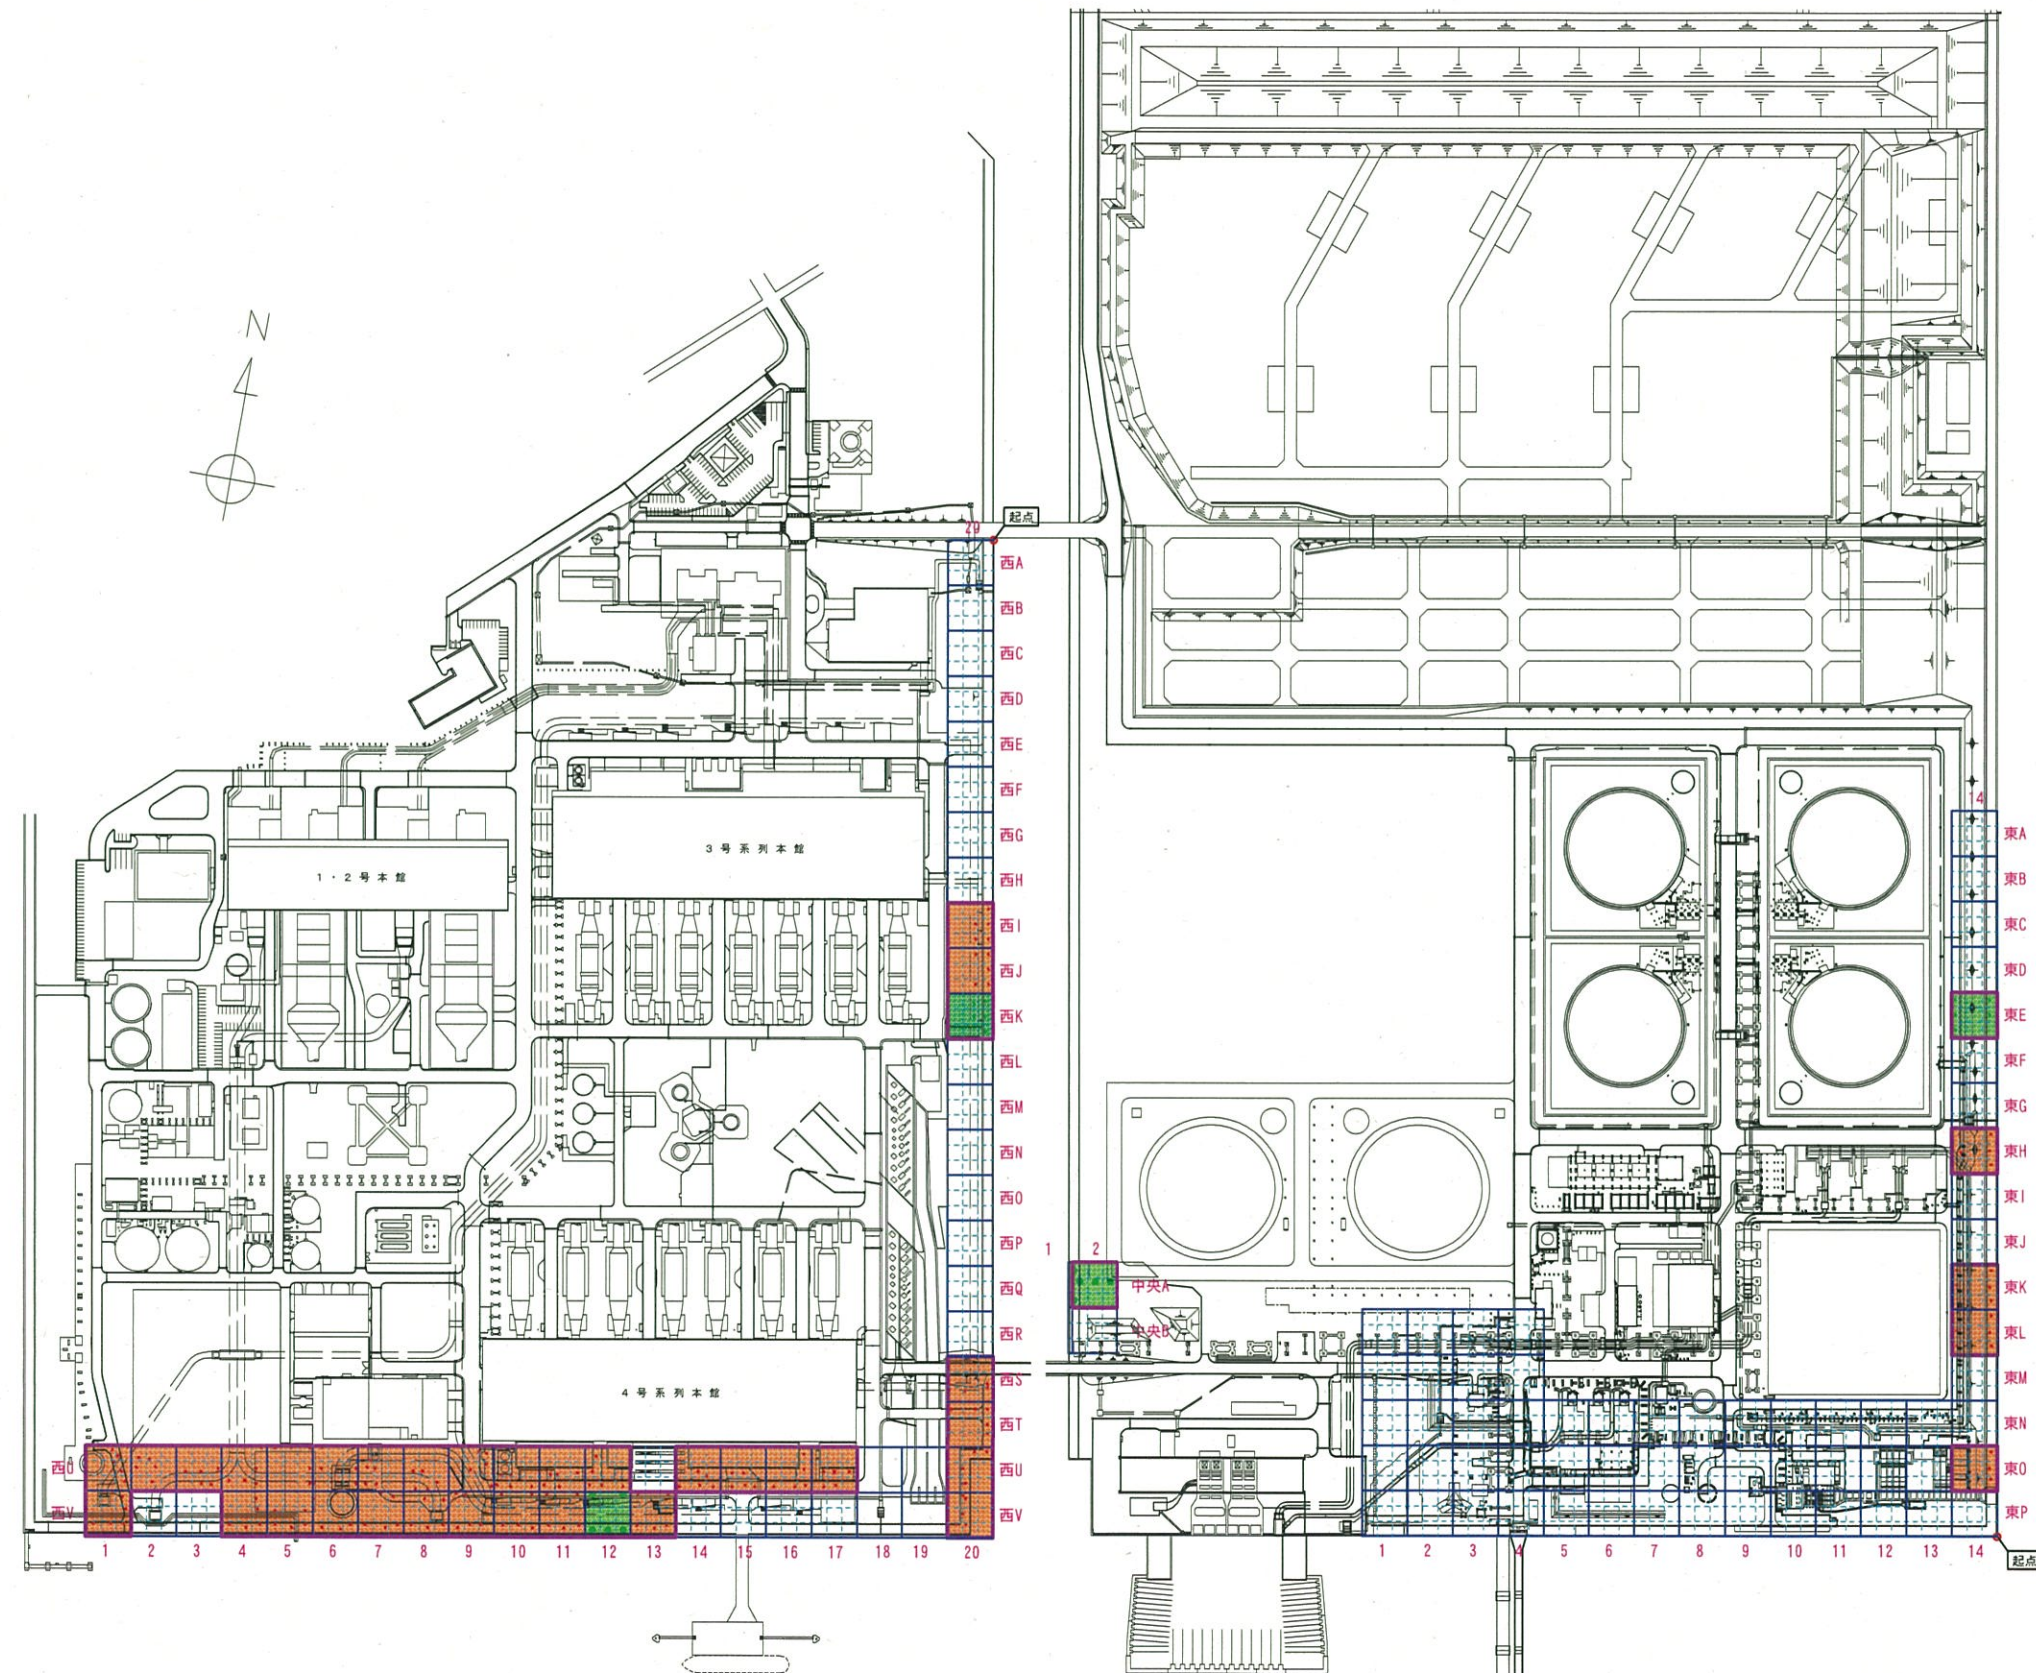 N
起点
20
西A
西B
西C
西D
西E
西F
西G
西H
西I
西J
西K
西L
西M
西N
西O
西P
西Q
西R
西S
西T
西U
西V
3号系列本館
1・2号本館
4号系列本館
西U
西V
1 2 3 4 5 6 7 8 9 10 11 12 13 14 15 16 17 18 19 20
14
東A
東B
東C
東D
東E
東F
東G
東H
東I
東J
東K
東L
東M
東N
東O
東P
1 2
中央A
中央B
1 2 3 4 5 6 7 8 9 10 11 12 13 14
起点